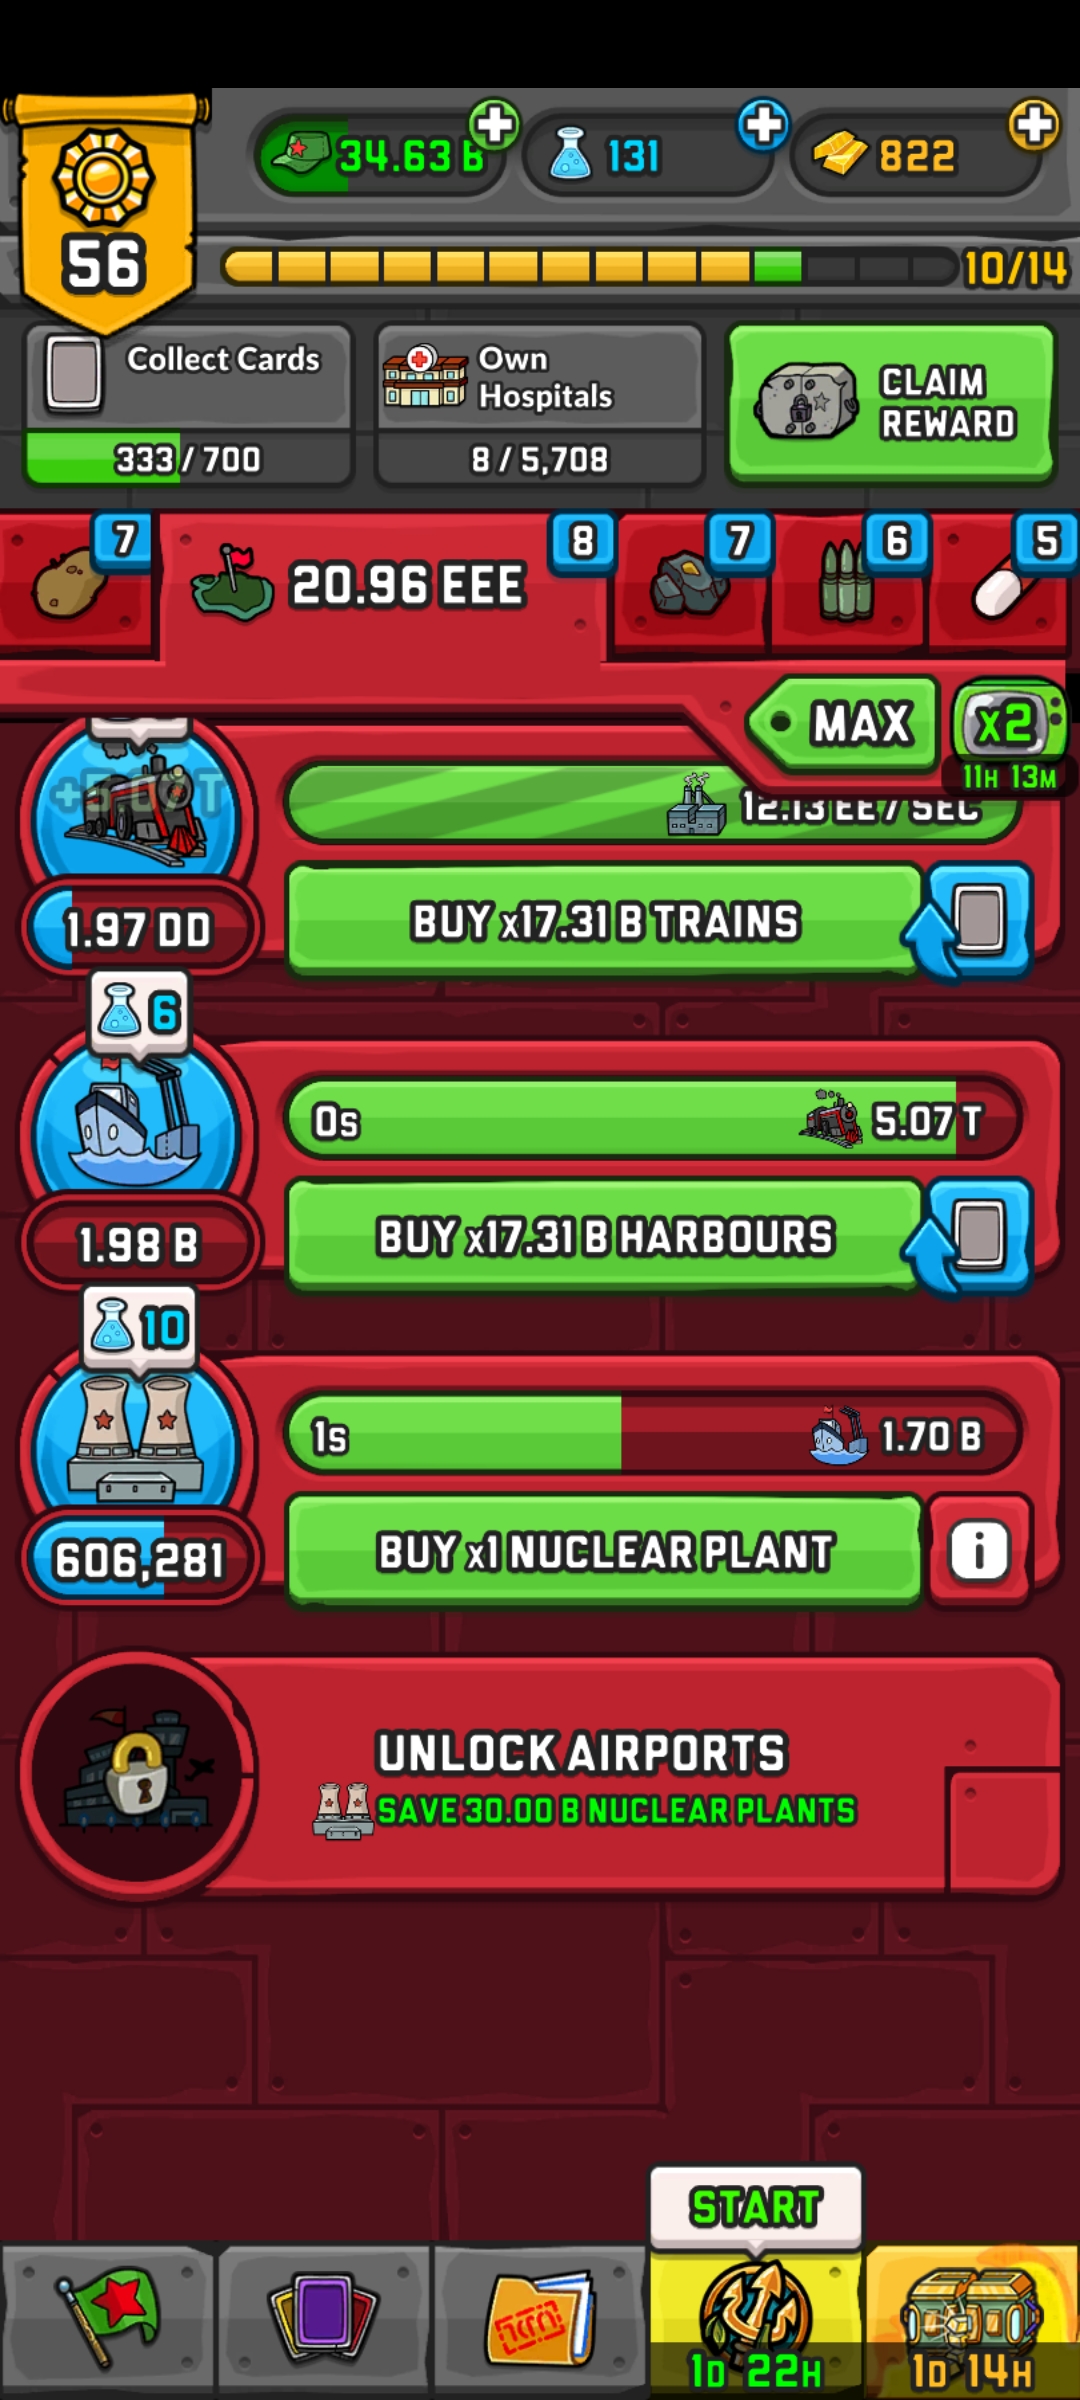 34.63 B
131
822
56
10/14
Collect Cards
333 / 700
Own
Hospitals
8 / 5,708
CLAIM
REWARD
7
20.96 EEE
8
7
6
5
MAX
x2
11H 13M
12.13 EE / SEC
1.97 DD
BUY x17.31 B TRAINS
6
0s
5.07 T
1.98 B
BUY x17.31 B HARBOURS
10
1s
1.70 B
606,281
BUY x1 NUCLEAR PLANT
i
UNLOCK AIRPORTS
SAVE 30.00 B NUCLEAR PLANTS
START
1D 22H
1D 14H